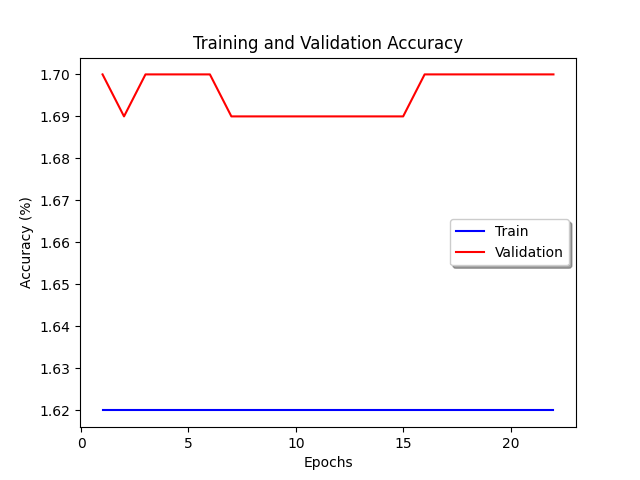 Training and Validation Accuracy
1.70
1.69
1.68
1.67
1.66
1.65
1.64
1.63
1.62
Accuracy (%)
Train
Validation
0 5 10 15 20
Epochs